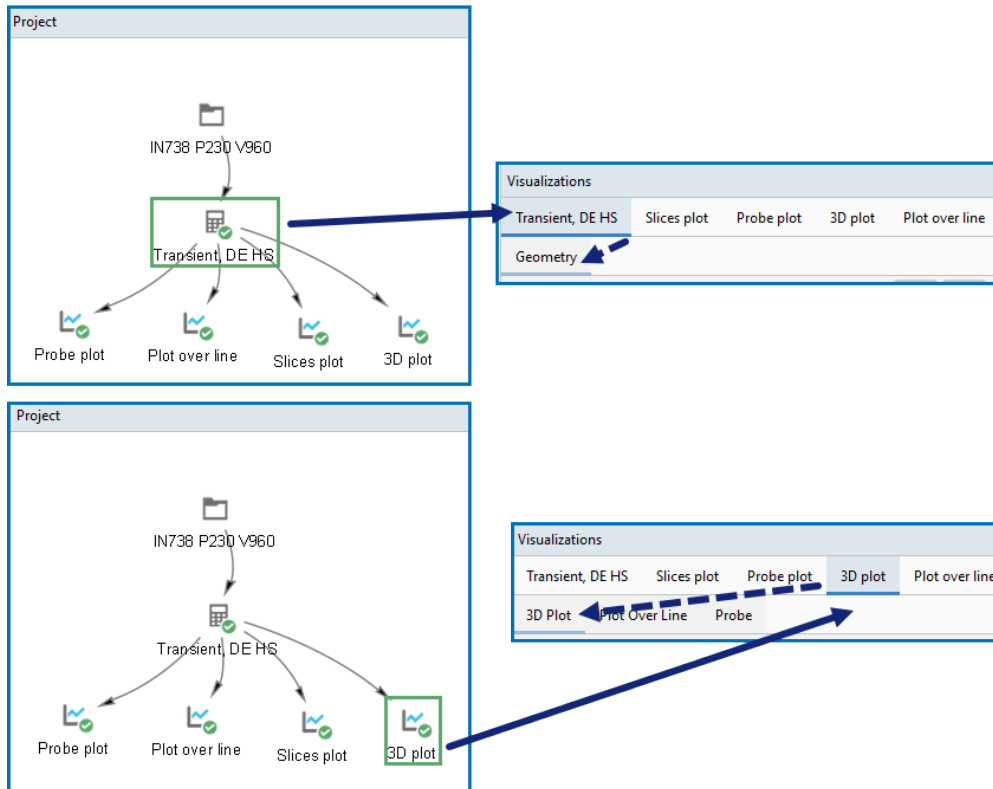 Project
IN738 P230 V960
Transient, DE HS
Probe plot
Plot over line
Slices plot
3D plot
Visualizations
Transient, DE HS Slices plot Probe plot 3D plot Plot over line
Geometry
Project
IN738 P230 V960
Transient, DE HS
Probe plot
Plot over line
Slices plot
3D plot
Visualizations
Transient, DE HS Slices plot Probe plot 3D plot Plot over line
3D Plot Plot Over Line Probe